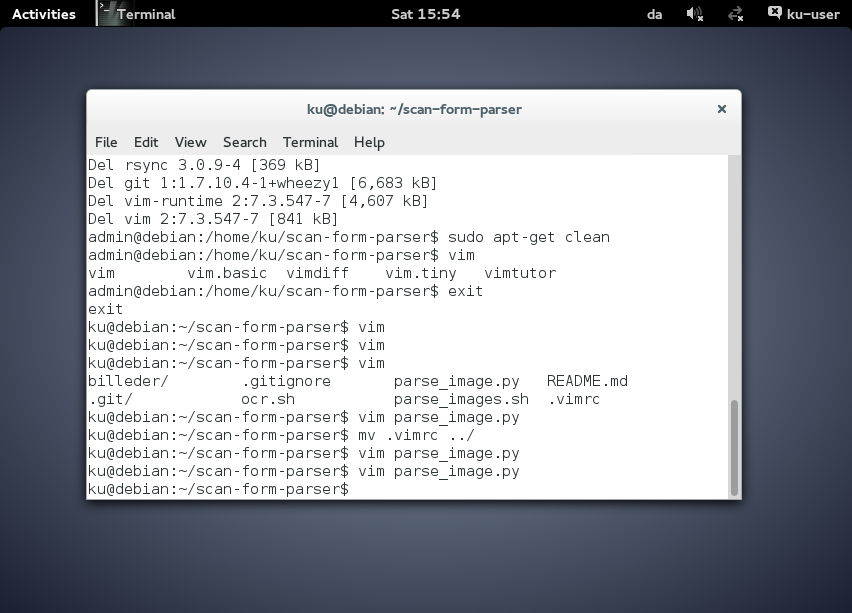 Activities Terminal Sat 15:54 da ku-user
ku@debian: ~/scan-form-parser
File Edit View Search Terminal Help
Del rsync 3.0.9-4 [369 kB]
Del git 1:1.7.10.4-1+wheezy1 [6,683 kB]
Del vim-runtime 2:7.3.547-7 [4,607 kB]
Del vim 2:7.3.547-7 [841 kB]
admin@debian:/home/ku/scan-form-parser$ sudo apt-get clean
admin@debian:/home/ku/scan-form-parser$ vim
vim        vim.basic  vimdiff    vim.tiny   vimtutor
admin@debian:/home/ku/scan-form-parser$ exit
exit
ku@debian:~/scan-form-parser$ vim
ku@debian:~/scan-form-parser$ vim
ku@debian:~/scan-form-parser$ vim
billeder/        .gitignore       parse_image.py   README.md
.git/            ocr.sh           parse_images.sh  .vimrc
ku@debian:~/scan-form-parser$ vim parse_image.py
ku@debian:~/scan-form-parser$ mv .vimrc ../
ku@debian:~/scan-form-parser$ vim parse_image.py
ku@debian:~/scan-form-parser$ vim parse_image.py
ku@debian:~/scan-form-parser$